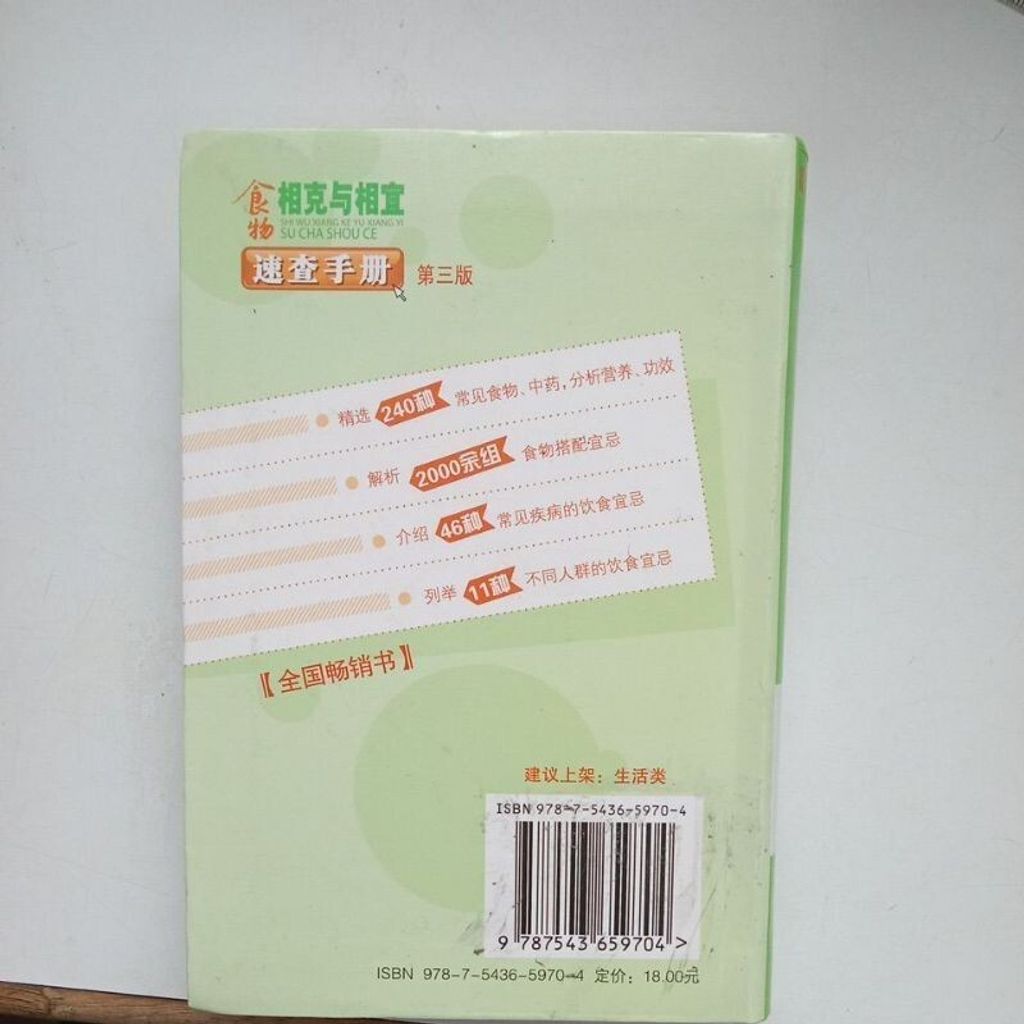 食物
相克与相宜
SHI WU XIANG KE YU XIANG YI
SU CHA SHOU CE
速查手册 第三版
精选 240种 常见食物、中药,分析营养、功效
解析 2000余组 食物搭配宜忌
介绍 46种 常见疾病的饮食宜忌
列举 11种 不同人群的饮食宜忌
【全国畅销书】
建议上架：生活类
ISBN 978-7-5436-5970-4
9 787543 659704 >
ISBN 978-7-5436-5970-4 定价：18.00元